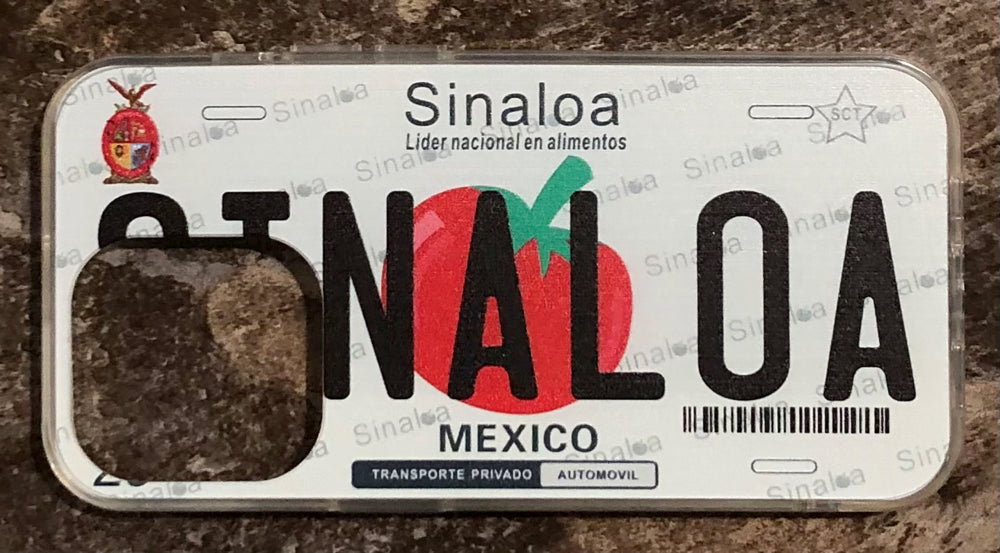 Sinaloa
Lider nacional en alimentos
SCT
SINALOA
MEXICO
TRANSPORTE PRIVADO AUTOMOVIL